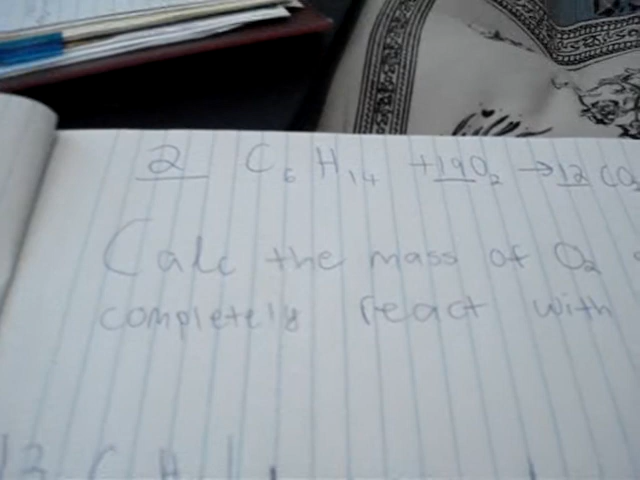 2 C6H14 + 19O2 → 12 CO2
Calc the mass of O2
completely react with